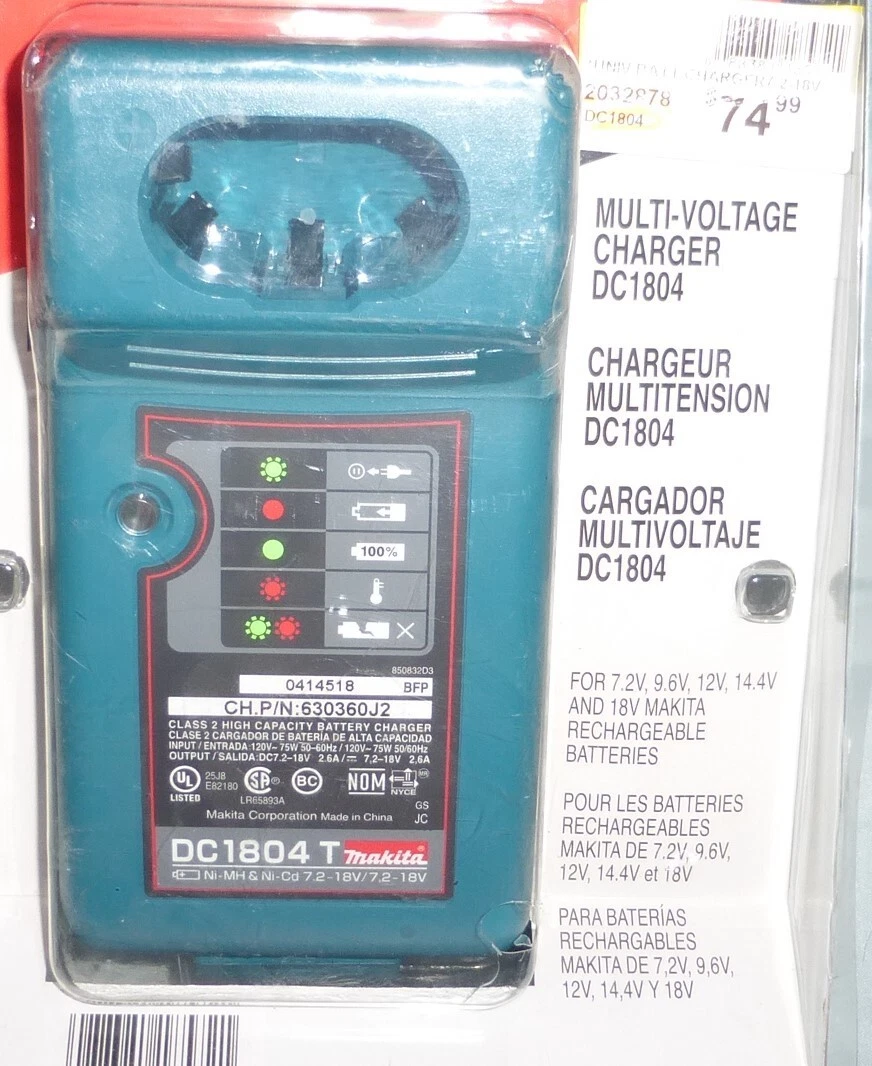 2032878
DC1804
74 99
MULTI-VOLTAGE
CHARGER
DC1804
CHARGEUR
MULTITENSION
DC1804
CARGADOR
MULTIVOLTAJE
DC1804
FOR 7.2V, 9.6V, 12V, 14.4V
AND 18V MAKITA
RECHARGEABLE
BATTERIES
POUR LES BATTERIES
RECHARGEABLES
MAKITA DE 7.2V, 9.6V,
12V, 14.4V et 18V
PARA BATERÍAS
RECHARGABLES
MAKITA DE 7,2V, 9,6V,
12V, 14,4V Y 18V
100%
850832D3
0414518 BFP
CH.P/N:630360J2
CLASS 2 HIGH CAPACITY BATTERY CHARGER
CLASE 2 CARGADOR DE BATERÍA DE ALTA CAPACIDAD
INPUT / ENTRADA:120V~ 75W 50-60Hz / 120V~ 75W 50/60Hz
OUTPUT / SALIDA:DC7.2-18V 2.6A/⎓ 7,2-18V 2,6A
UL LISTED 25J8 E82180 SA LR65893A BC NOM NYCE MR
GS
Makita Corporation Made in China JC
DC1804 T makita
Ni-MH & Ni-Cd 7.2-18V/7,2-18V